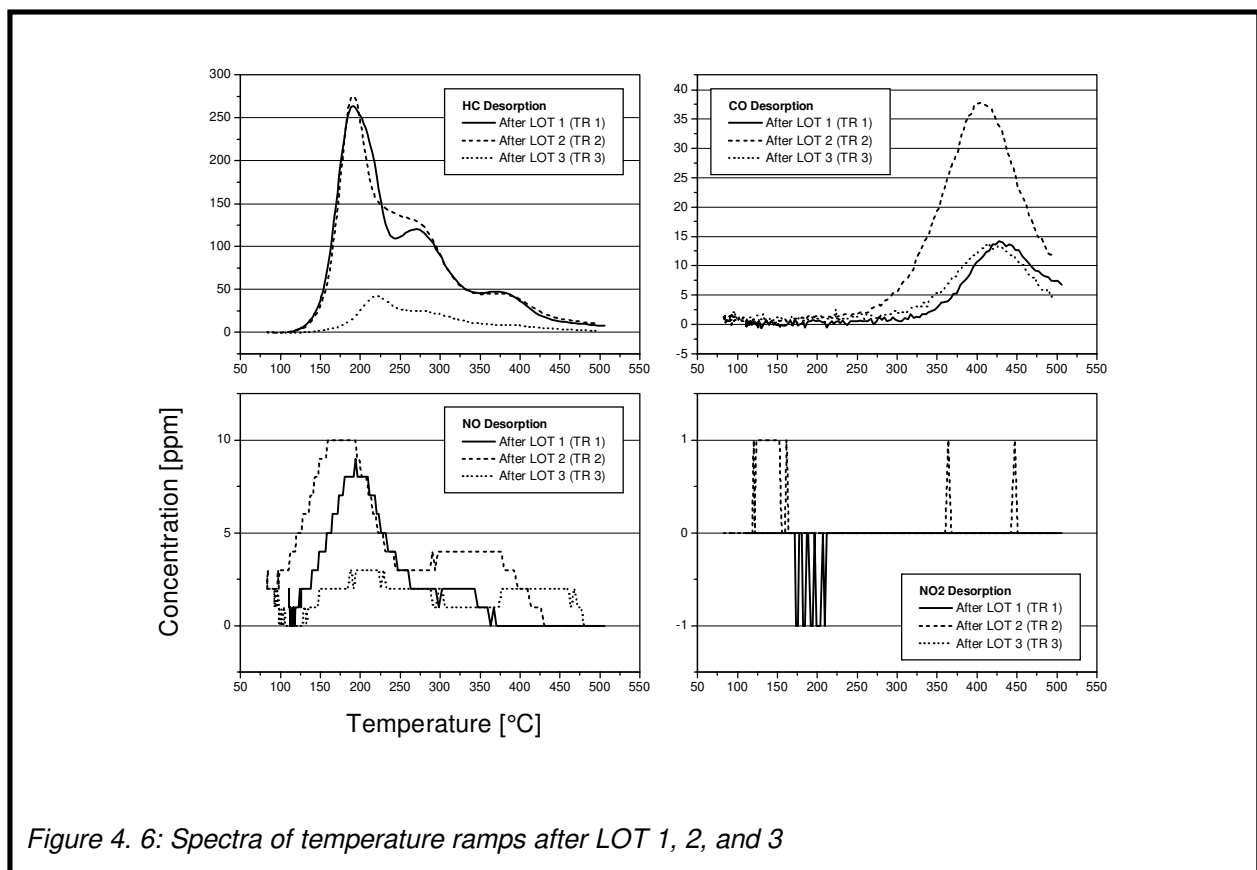 HC Desorption
After LOT 1 (TR 1)
After LOT 2 (TR 2)
After LOT 3 (TR 3)
300
250
200
150
100
50
0
50 100 150 200 250 300 350 400 450 500 550
CO Desorption
After LOT 1 (TR 1)
After LOT 2 (TR 2)
After LOT 3 (TR 3)
40
35
30
25
20
15
10
5
0
-5
50 100 150 200 250 300 350 400 450 500 550
Concentration [ppm]
NO Desorption
After LOT 1 (TR 1)
After LOT 2 (TR 2)
After LOT 3 (TR 3)
10
5
0
50 100 150 200 250 300 350 400 450 500 550
1
0
-1
NO2 Desorption
After LOT 1 (TR 1)
After LOT 2 (TR 2)
After LOT 3 (TR 3)
50 100 150 200 250 300 350 400 450 500 550
Temperature [°C]
Figure 4. 6: Spectra of temperature ramps after LOT 1, 2, and 3